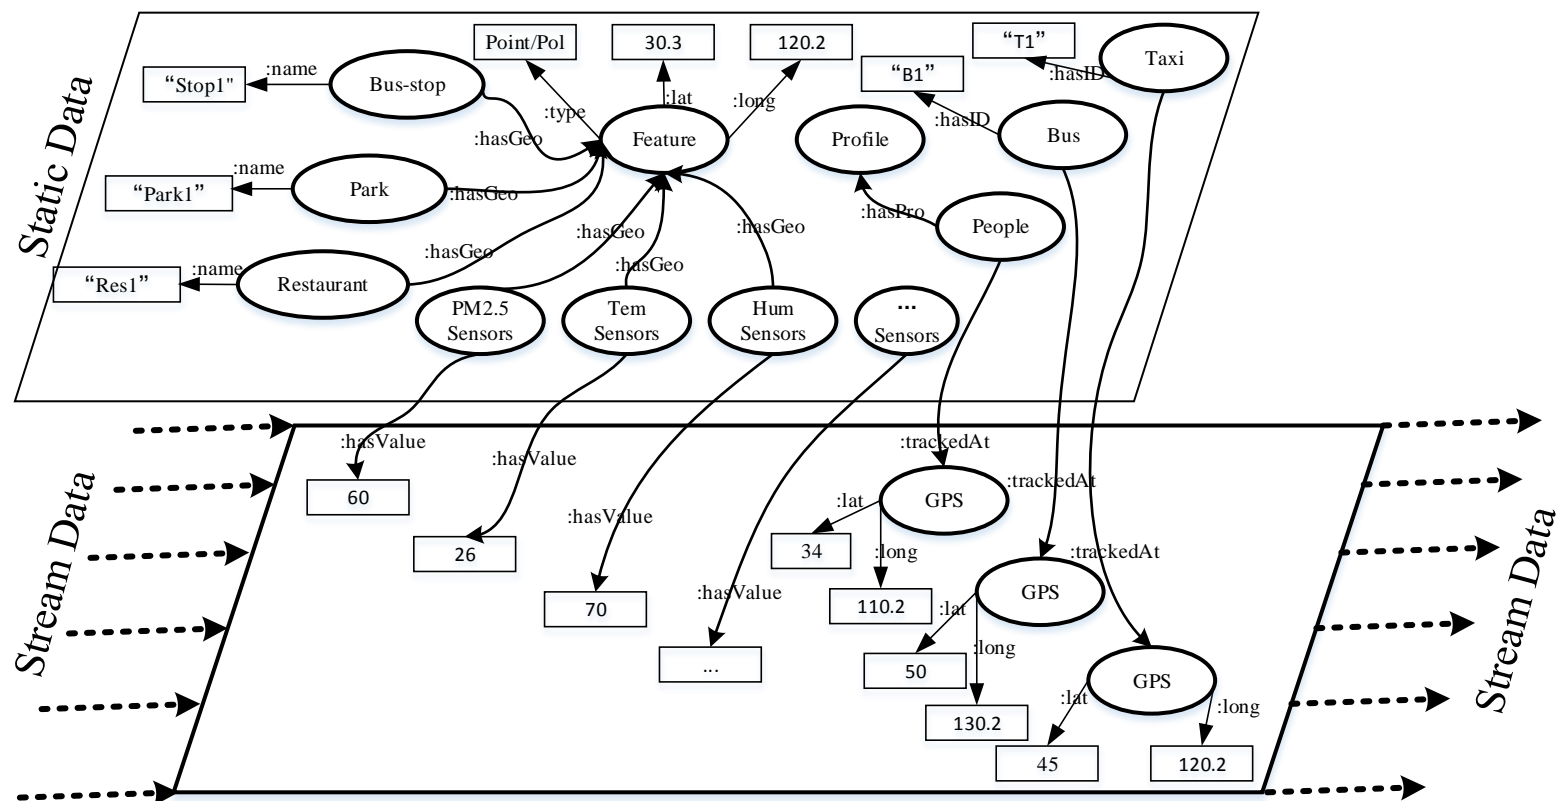 Static Data
Point/Pol
30.3
120.2
“T1”
Taxi
:hasID
“Stop1"
:name
Bus-stop
:type
:lat
:long
“B1”
:hasID
Bus
:hasGeo
Feature
Profile
“Park1”
:name
Park
:hasGeo
:hasPro
People
:hasGeo
:hasGeo
:hasGeo
:hasGeo
“Res1”
:name
Restaurant
PM2.5
Sensors
Tem
Sensors
Hum
Sensors
...
Sensors
Stream Data
:hasValue
60
:hasValue
26
:hasValue
70
:hasValue
...
:trackedAt
GPS
:lat
34
:long
110.2
:trackedAt
GPS
:lat
50
:long
130.2
:trackedAt
GPS
:lat
45
:long
120.2
Stream Data